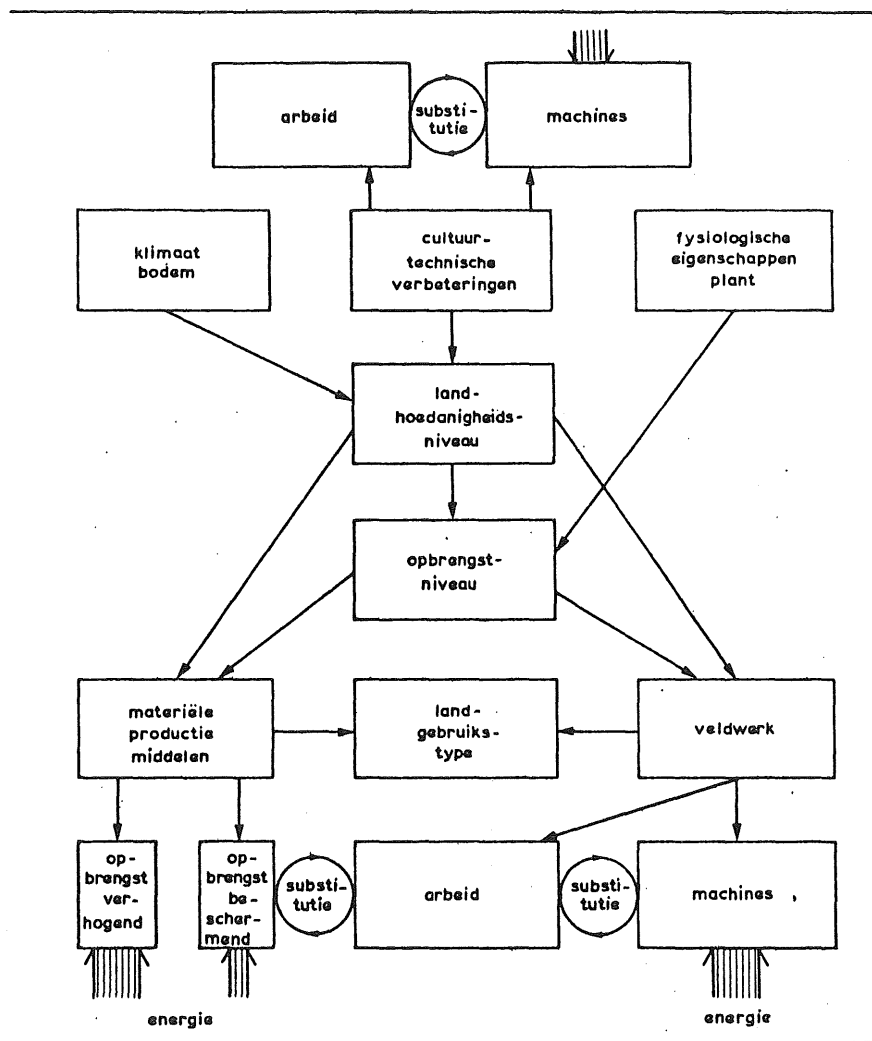 arbeid
substi-
tutie
machines
klimaat
bodem
cultuur-
technische
verbeteringen
fysiologische
eigenschappen
plant
land-
hoedanigheids-
niveau
opbrengst-
niveau
materiële
productie
middelen
land-
gebruiks-
type
veldwerk
op-
brengst
ver-
hogend
op-
brengst
be-
scher-
mend
substi-
tutie
arbeid
substi-
tutie
machines
energie
energie